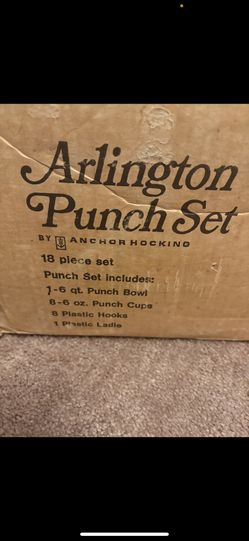 Arlington
Punch Set
BY ANCHOR HOCKING
18 piece set
Punch Set includes:
1-6 qt. Punch Bowl
8-6 oz. Punch Cups
8 Plastic Hooks
1 Plastic Ladle